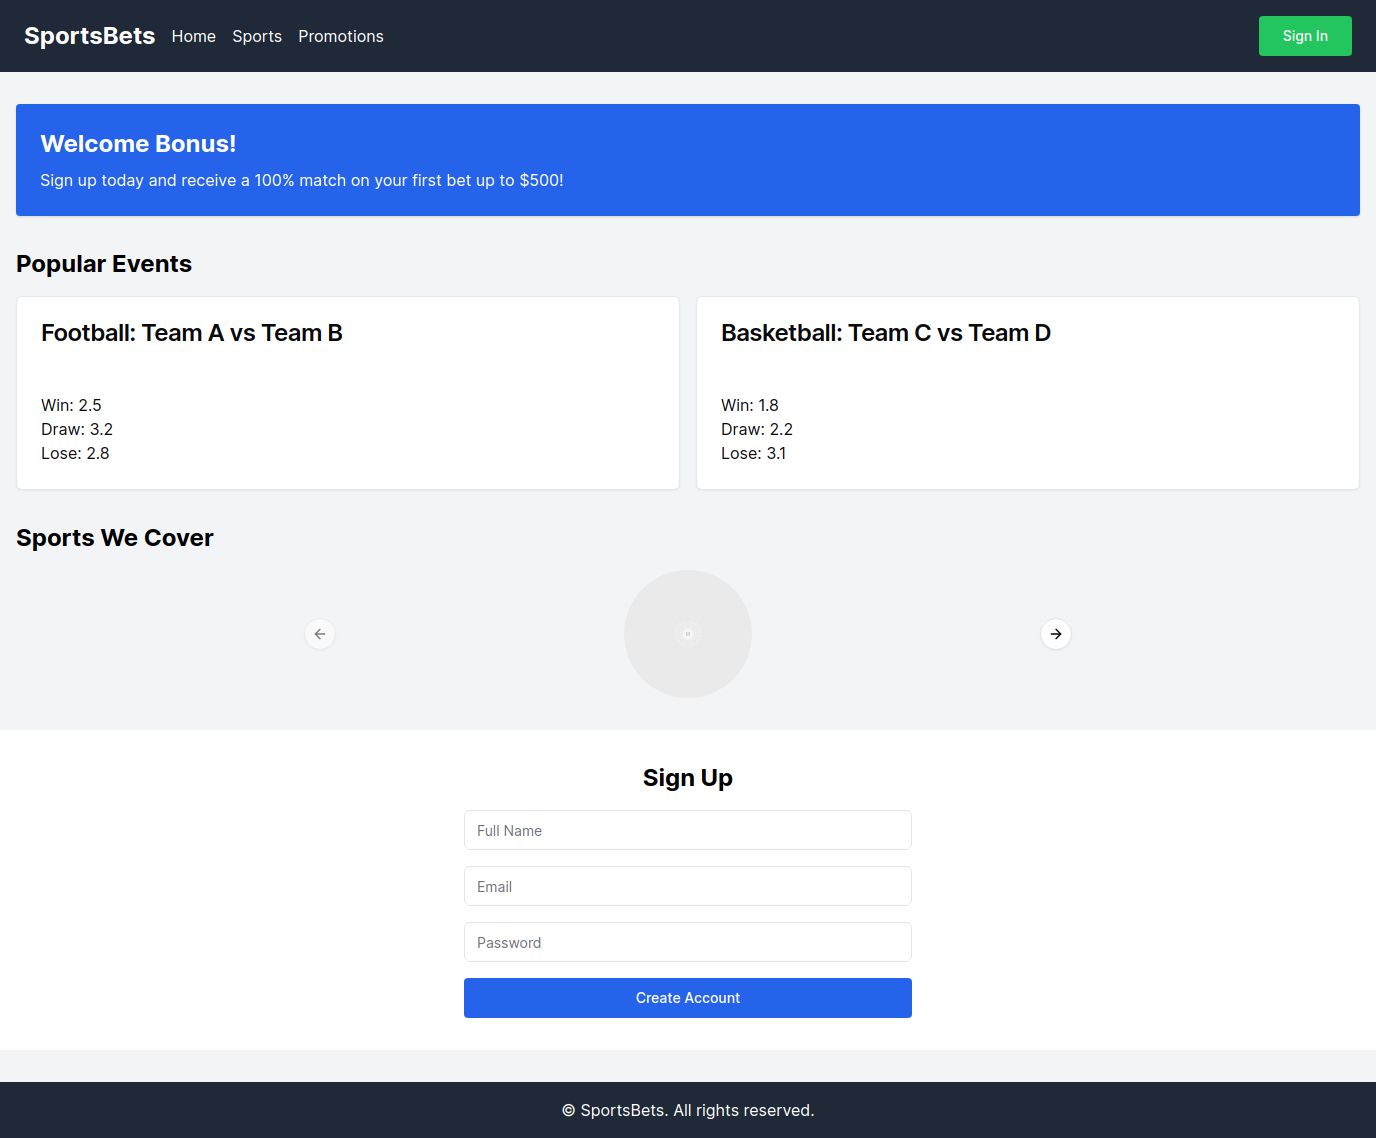 SportsBets Home Sports Promotions Sign In
Welcome Bonus!
Sign up today and receive a 100% match on your first bet up to $500!
Popular Events
Football: Team A vs Team B
Win: 2.5
Draw: 3.2
Lose: 2.8
Basketball: Team C vs Team D
Win: 1.8
Draw: 2.2
Lose: 3.1
Sports We Cover
Sign Up
Full Name
Email
Password
Create Account
© SportsBets. All rights reserved.